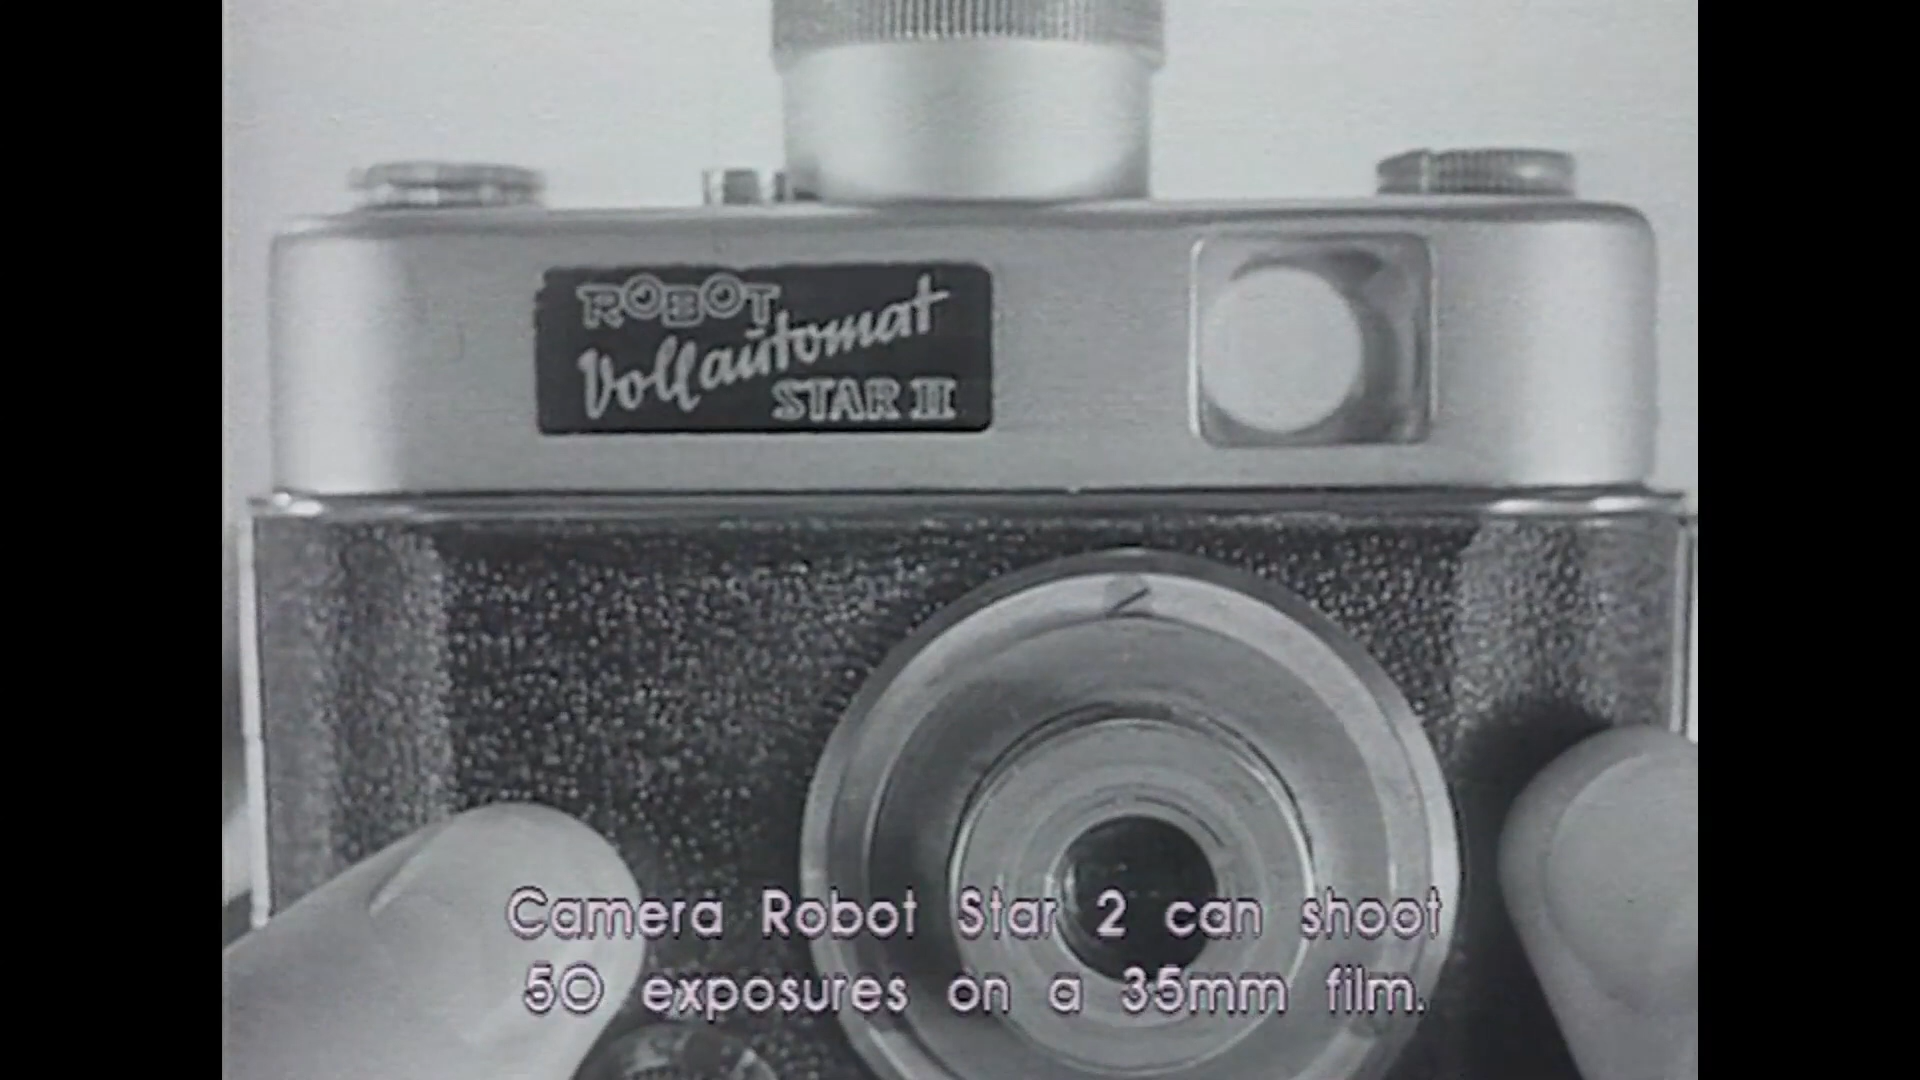 ROBOT
Vollautomat
STAR II
Camera Robot Star 2 can shoot
50 exposures on a 35mm film.